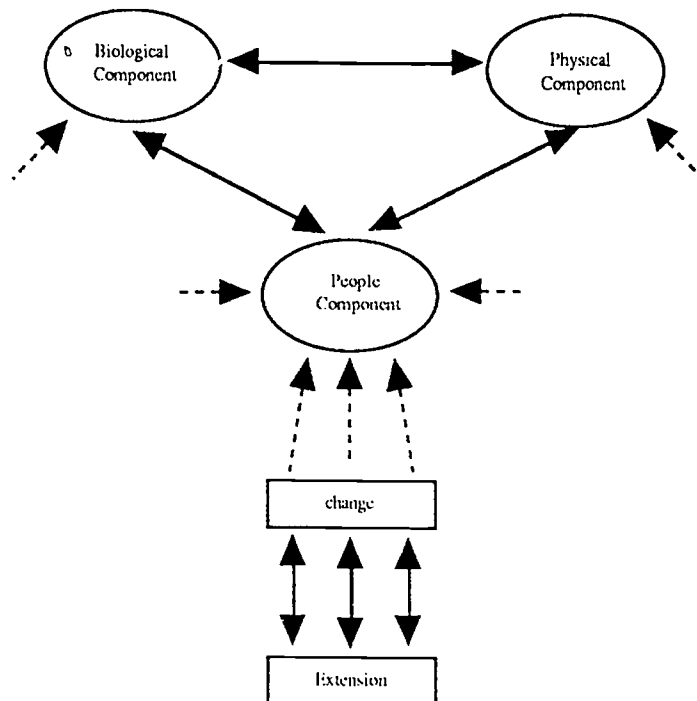 Biological
Component
Physical
Component
People
Component
change
Extension